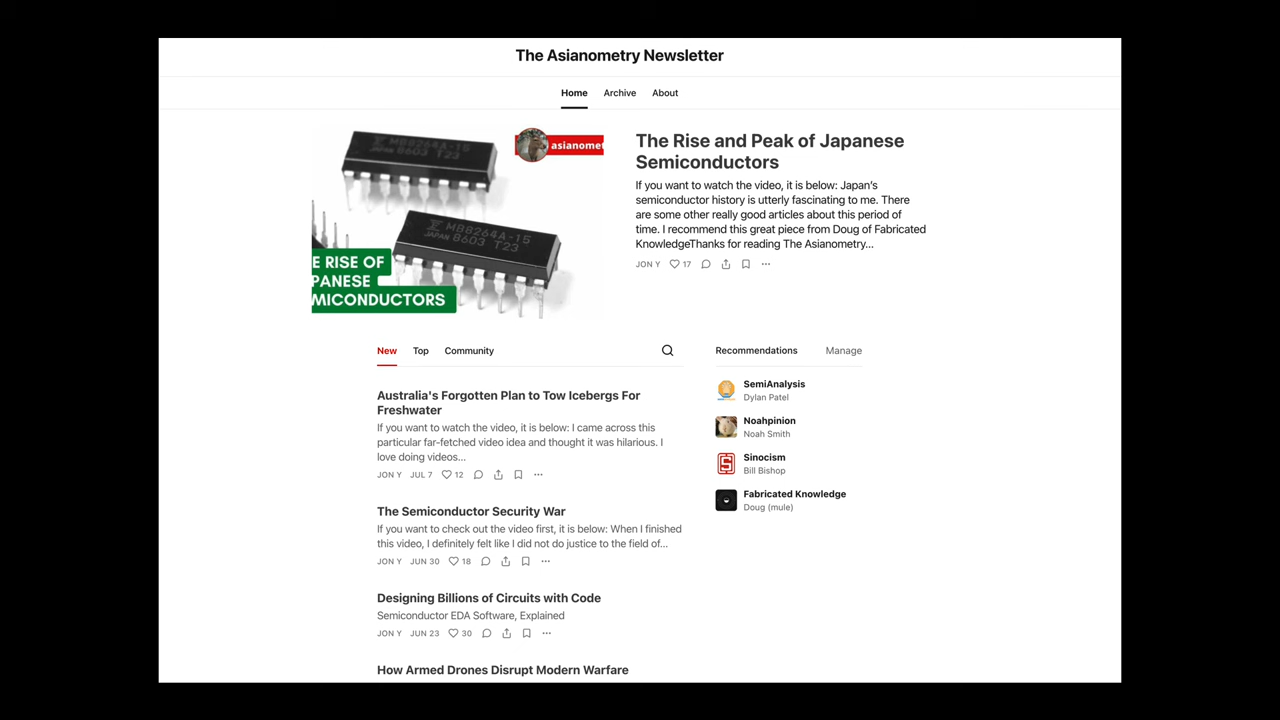 The Asianometry Newsletter
Home Archive About
MB8264A-15
JAPAN 8603 T23
asianomet
MB8264A-15
JAPAN 8603 T23
E RISE OF
PANESE
MICONDUCTORS
The Rise and Peak of Japanese
Semiconductors
If you want to watch the video, it is below: Japan's
semiconductor history is utterly fascinating to me. There
are some other really good articles about this period of
time. I recommend this great piece from Doug of Fabricated
KnowledgeThanks for reading The Asianometry...
JON Y 17
New Top Community
Australia's Forgotten Plan to Tow Icebergs For
Freshwater
If you want to watch the video, it is below: I came across this
particular far-fetched video idea and thought it was hilarious. I
love doing videos...
JON Y JUL 7 12
The Semiconductor Security War
If you want to check out the video first, it is below: When I finished
this video, I definitely felt like I did not do justice to the field of...
JON Y JUN 30 18
Designing Billions of Circuits with Code
Semiconductor EDA Software, Explained
JON Y JUN 23 30
How Armed Drones Disrupt Modern Warfare
Recommendations Manage
SemiAnalysis
Dylan Patel
Noahpinion
Noah Smith
Sinocism
Bill Bishop
Fabricated Knowledge
Doug (mule)